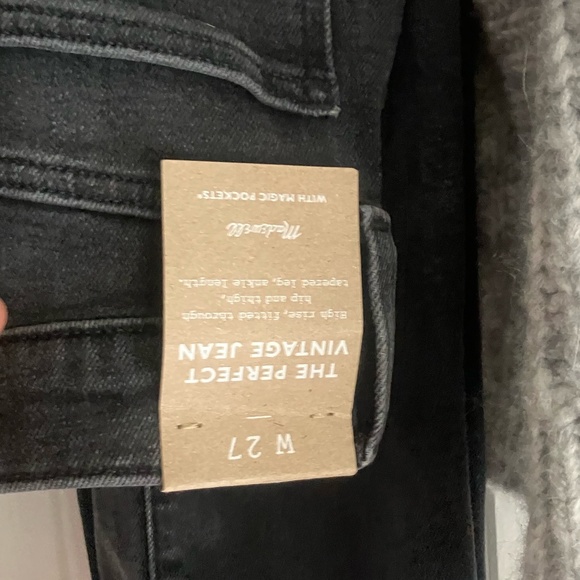 W 27
—
THE PERFECT
VINTAGE JEAN
High rise, fitted through
hip and thigh,
tapered leg, ankle length.
Madewell
WITH MAGIC POCKETS®